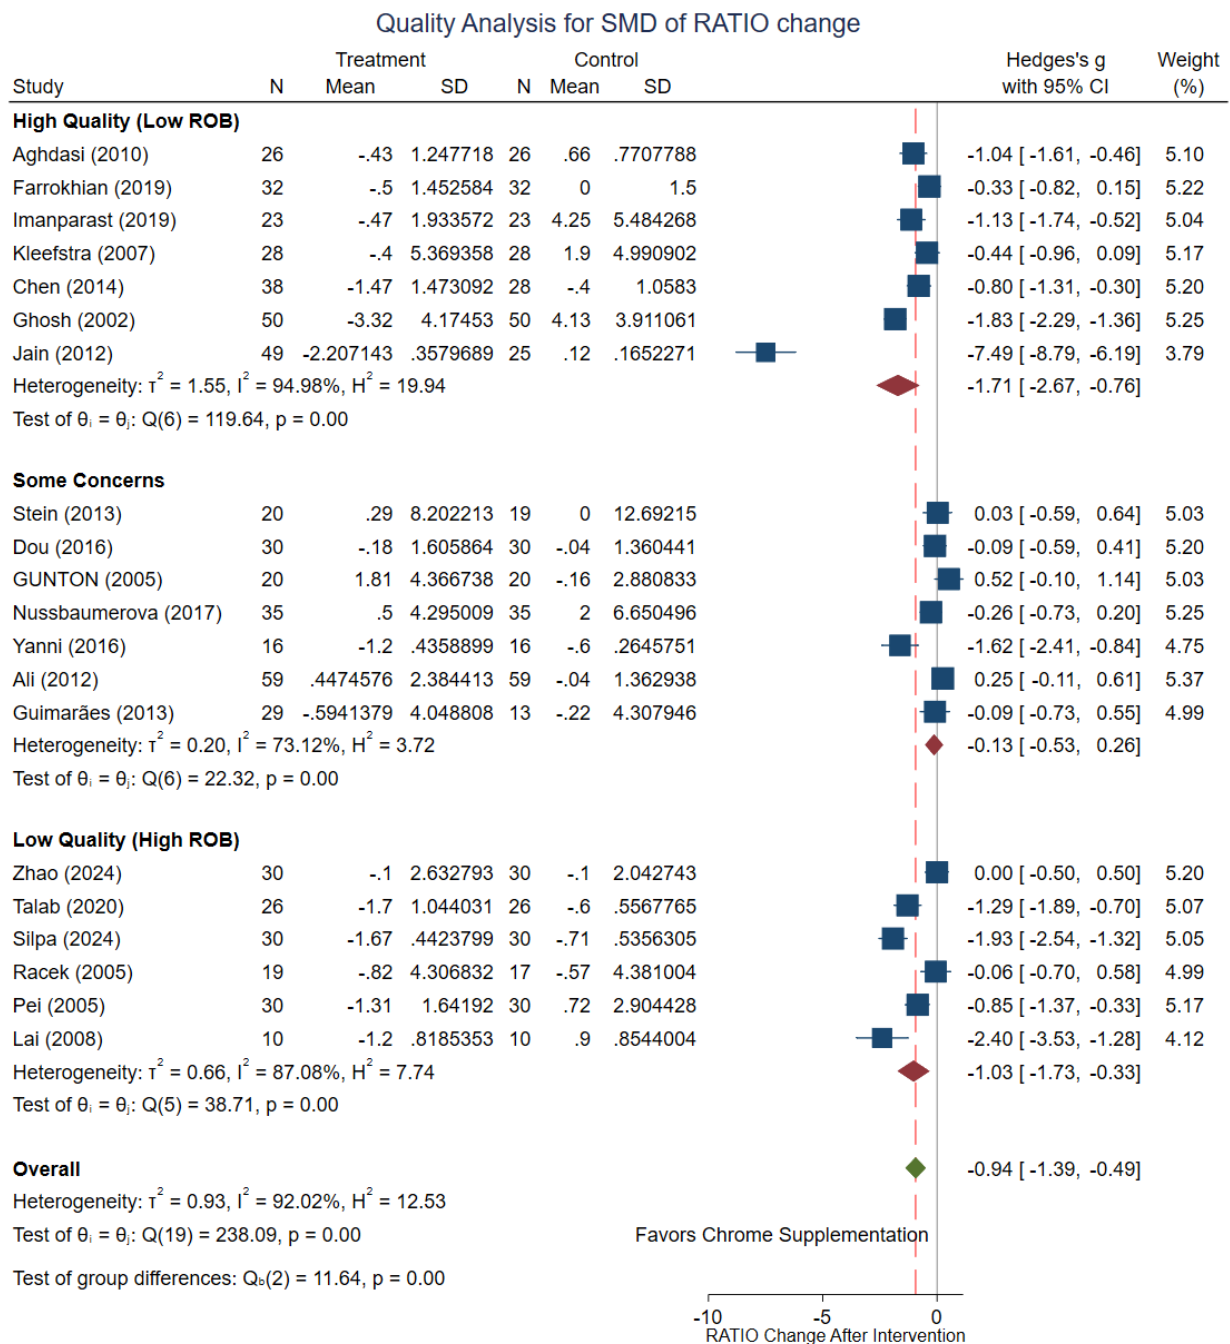 Quality Analysis for SMD of RATIO change
Treatment Control Hedges's g Weight
Study N Mean SD N Mean SD with 95% CI (%)
High Quality (Low ROB)
Aghdasi (2010) 26 -.43 1.247718 26 .66 .7707788 -1.04 [ -1.61, -0.46] 5.10
Farrokhian (2019) 32 -.5 1.452584 32 0 1.5 -0.33 [ -0.82, 0.15] 5.22
Imanparast (2019) 23 -.47 1.933572 23 4.25 5.484268 -1.13 [ -1.74, -0.52] 5.04
Kleefstra (2007) 28 -.4 5.369358 28 1.9 4.990902 -0.44 [ -0.96, 0.09] 5.17
Chen (2014) 38 -1.47 1.473092 28 -.4 1.0583 -0.80 [ -1.31, -0.30] 5.20
Ghosh (2002) 50 -3.32 4.17453 50 4.13 3.911061 -1.83 [ -2.29, -1.36] 5.25
Jain (2012) 49 -2.207143 .3579689 25 .12 .1652271 -7.49 [ -8.79, -6.19] 3.79
Heterogeneity: τ² = 1.55, I² = 94.98%, H² = 19.94 -1.71 [ -2.67, -0.76]
Test of θᵢ = θⱼ: Q(6) = 119.64, p = 0.00
Some Concerns
Stein (2013) 20 .29 8.202213 19 0 12.69215 0.03 [ -0.59, 0.64] 5.03
Dou (2016) 30 -.18 1.605864 30 -.04 1.360441 -0.09 [ -0.59, 0.41] 5.20
GUNTON (2005) 20 1.81 4.366738 20 -.16 2.880833 0.52 [ -0.10, 1.14] 5.03
Nussbaumerova (2017) 35 .5 4.295009 35 2 6.650496 -0.26 [ -0.73, 0.20] 5.25
Yanni (2016) 16 -1.2 .4358899 16 -.6 .2645751 -1.62 [ -2.41, -0.84] 4.75
Ali (2012) 59 .4474576 2.384413 59 -.04 1.362938 0.25 [ -0.11, 0.61] 5.37
Guimarães (2013) 29 -.5941379 4.048808 13 -.22 4.307946 -0.09 [ -0.73, 0.55] 4.99
Heterogeneity: τ² = 0.20, I² = 73.12%, H² = 3.72 -0.13 [ -0.53, 0.26]
Test of θᵢ = θⱼ: Q(6) = 22.32, p = 0.00
Low Quality (High ROB)
Zhao (2024) 30 -.1 2.632793 30 -.1 2.042743 0.00 [ -0.50, 0.50] 5.20
Talab (2020) 26 -1.7 1.044031 26 -.6 .5567765 -1.29 [ -1.89, -0.70] 5.07
Silpa (2024) 30 -1.67 .4423799 30 -.71 .5356305 -1.93 [ -2.54, -1.32] 5.05
Racek (2005) 19 -.82 4.306832 17 -.57 4.381004 -0.06 [ -0.70, 0.58] 4.99
Pei (2005) 30 -1.31 1.64192 30 .72 2.904428 -0.85 [ -1.37, -0.33] 5.17
Lai (2008) 10 -1.2 .8185353 10 .9 .8544004 -2.40 [ -3.53, -1.28] 4.12
Heterogeneity: τ² = 0.66, I² = 87.08%, H² = 7.74 -1.03 [ -1.73, -0.33]
Test of θᵢ = θⱼ: Q(5) = 38.71, p = 0.00
Overall -0.94 [ -1.39, -0.49]
Heterogeneity: τ² = 0.93, I² = 92.02%, H² = 12.53
Test of θᵢ = θⱼ: Q(19) = 238.09, p = 0.00 Favors Chrome Supplementation
Test of group differences: Q_b(2) = 11.64, p = 0.00
-10 -5 0
RATIO Change After Intervention